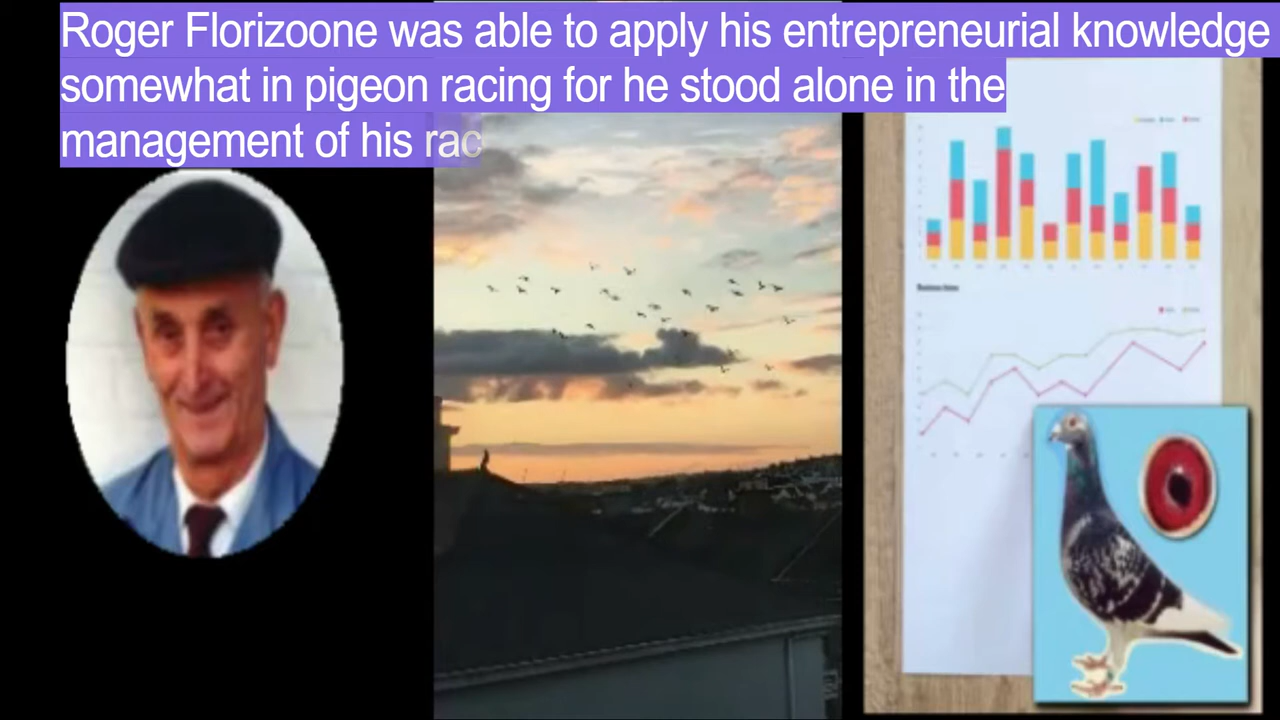 Roger Florizoone was able to apply his entrepreneurial knowledge
somewhat in pigeon racing for he stood alone in the
management of his rac